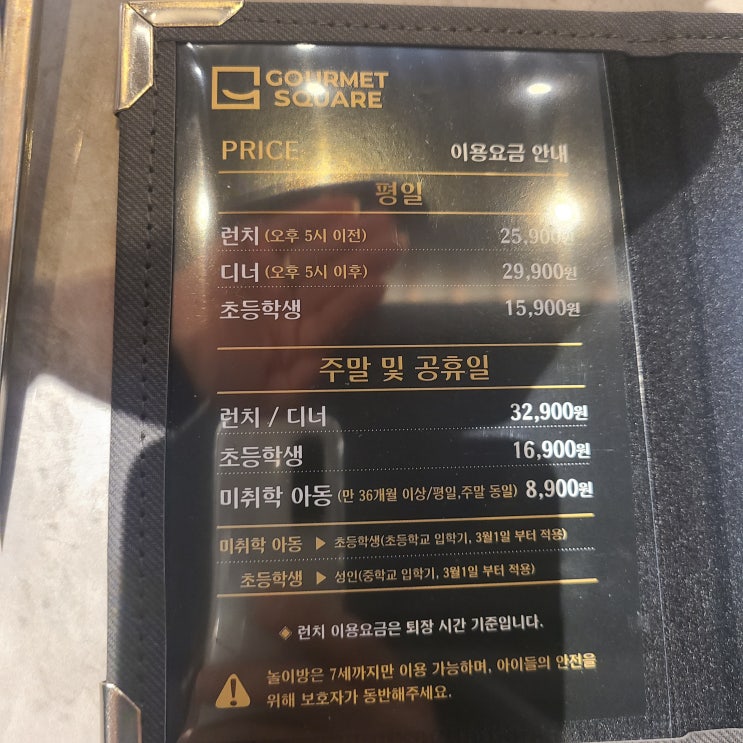 GOURMET
SQUARE
PRICE 이용요금 안내
평일
런치 (오후 5시 이전) 25,900원
디너 (오후 5시 이후) 29,900원
초등학생 15,900원
주말 및 공휴일
런치 / 디너 32,900원
초등학생 16,900원
미취학 아동 (만 36개월 이상/평일,주말 동일) 8,900원
미취학 아동 ▶ 초등학생(초등학교 입학기, 3월1일 부터 적용)
초등학생 ▶ 성인(중학교 입학기, 3월1일 부터 적용)
◈ 런치 이용요금은 퇴장 시간 기준입니다.
놀이방은 7세까지만 이용 가능하며, 아이들의 안전을
위해 보호자가 동반해주세요.